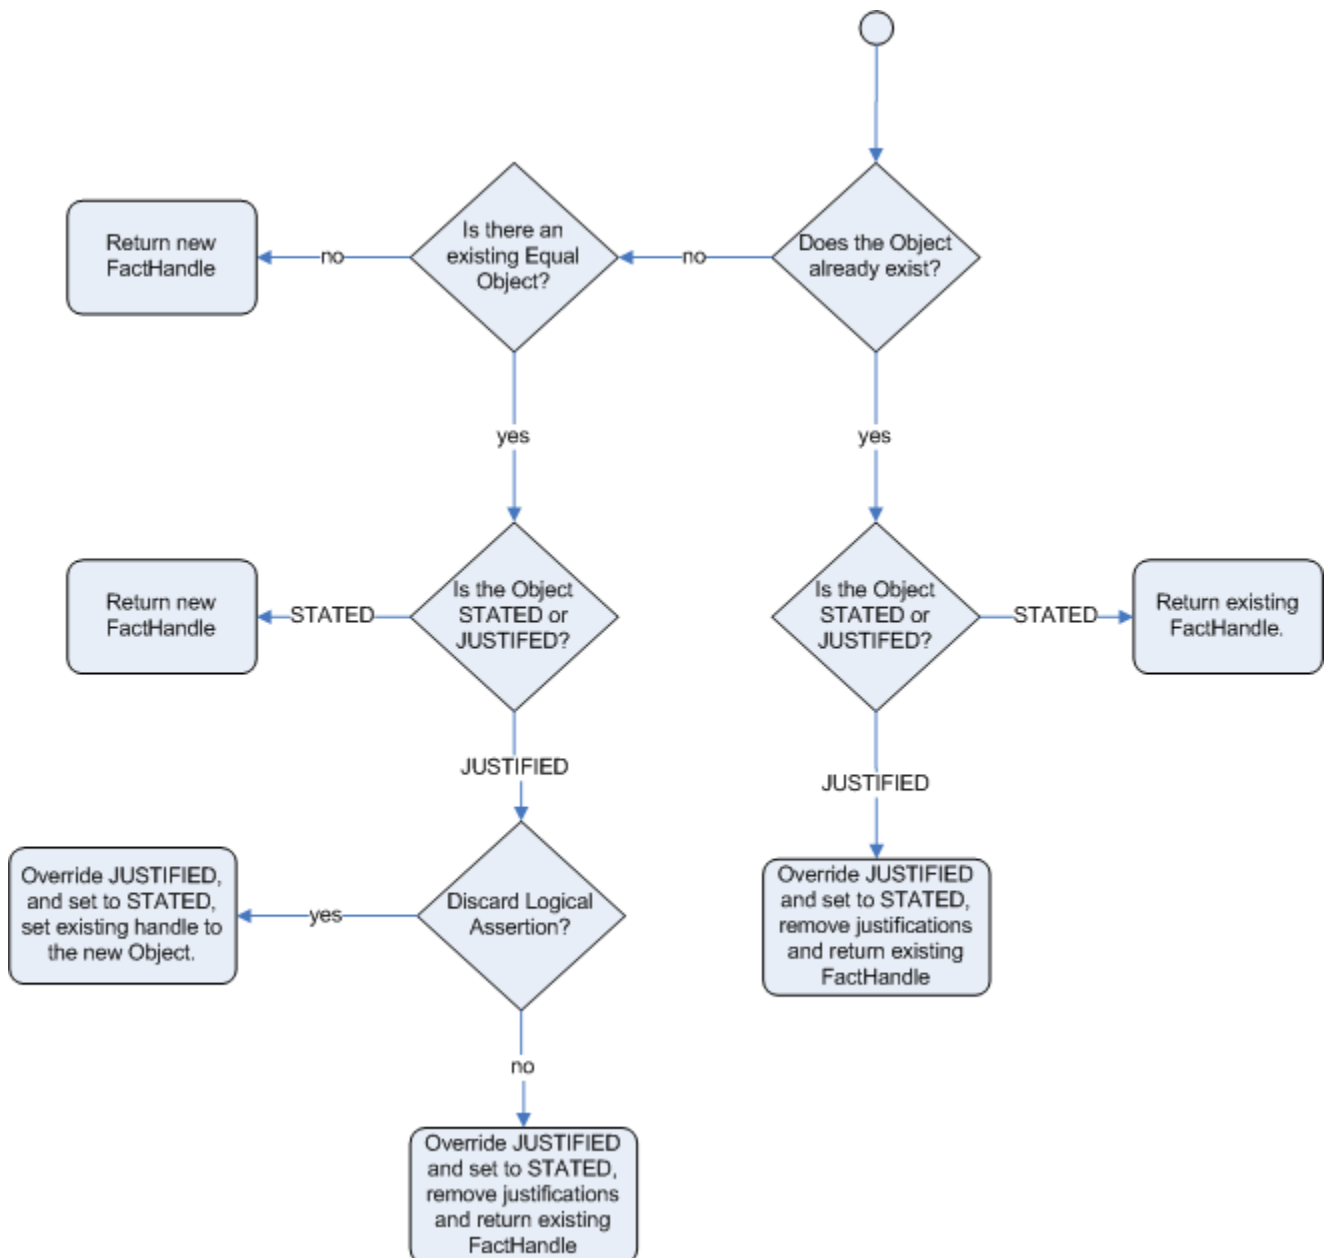 Is there an
existing Equal
Object?
Does the Object
already exist?
Return new
FactHandle
no
no
yes
yes
Is the Object
STATED or
JUSTIFED?
Is the Object
STATED or
JUSTIFED?
Return new
FactHandle
STATED
STATED
Return existing
FactHandle.
JUSTIFIED
JUSTIFIED
Override JUSTIFIED,
and set to STATED,
set existing handle to
the new Object.
yes
Discard Logical
Assertion?
Override JUSTIFIED
and set to STATED,
remove justifications
and return existing
FactHandle
no
Override JUSTIFIED
and set to STATED,
remove justifications
and return existing
FactHandle